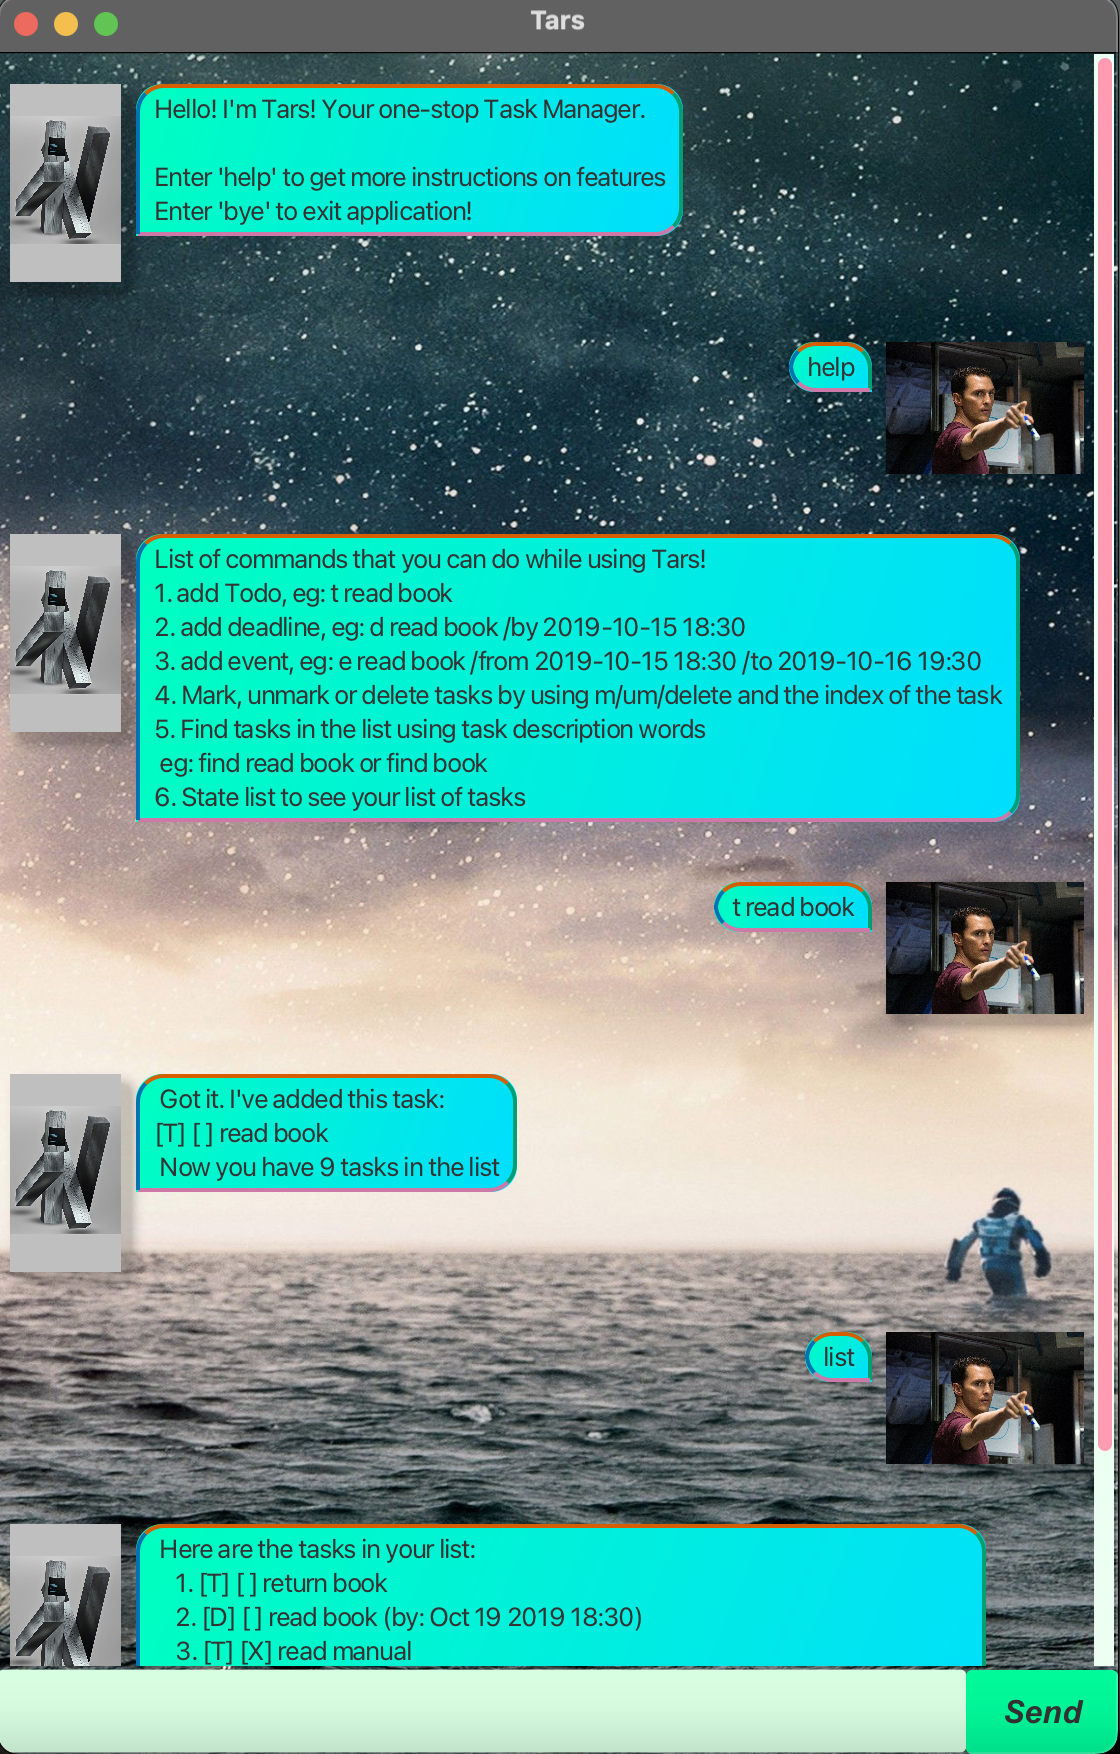 Tars
Hello! I'm Tars! Your one-stop Task Manager.
Enter 'help' to get more instructions on features
Enter 'bye' to exit application!
help
List of commands that you can do while using Tars!
1. add Todo, eg: t read book
2. add deadline, eg: d read book /by 2019-10-15 18:30
3. add event, eg: e read book /from 2019-10-15 18:30 /to 2019-10-16 19:30
4. Mark, unmark or delete tasks by using m/um/delete and the index of the task
5. Find tasks in the list using task description words
eg: find read book or find book
6. State list to see your list of tasks
t read book
Got it. I've added this task:
[T] [ ] read book
Now you have 9 tasks in the list
list
Here are the tasks in your list:
1. [T] [ ] return book
2. [D] [ ] read book (by: Oct 19 2019 18:30)
3. [T] [X] read manual
Send